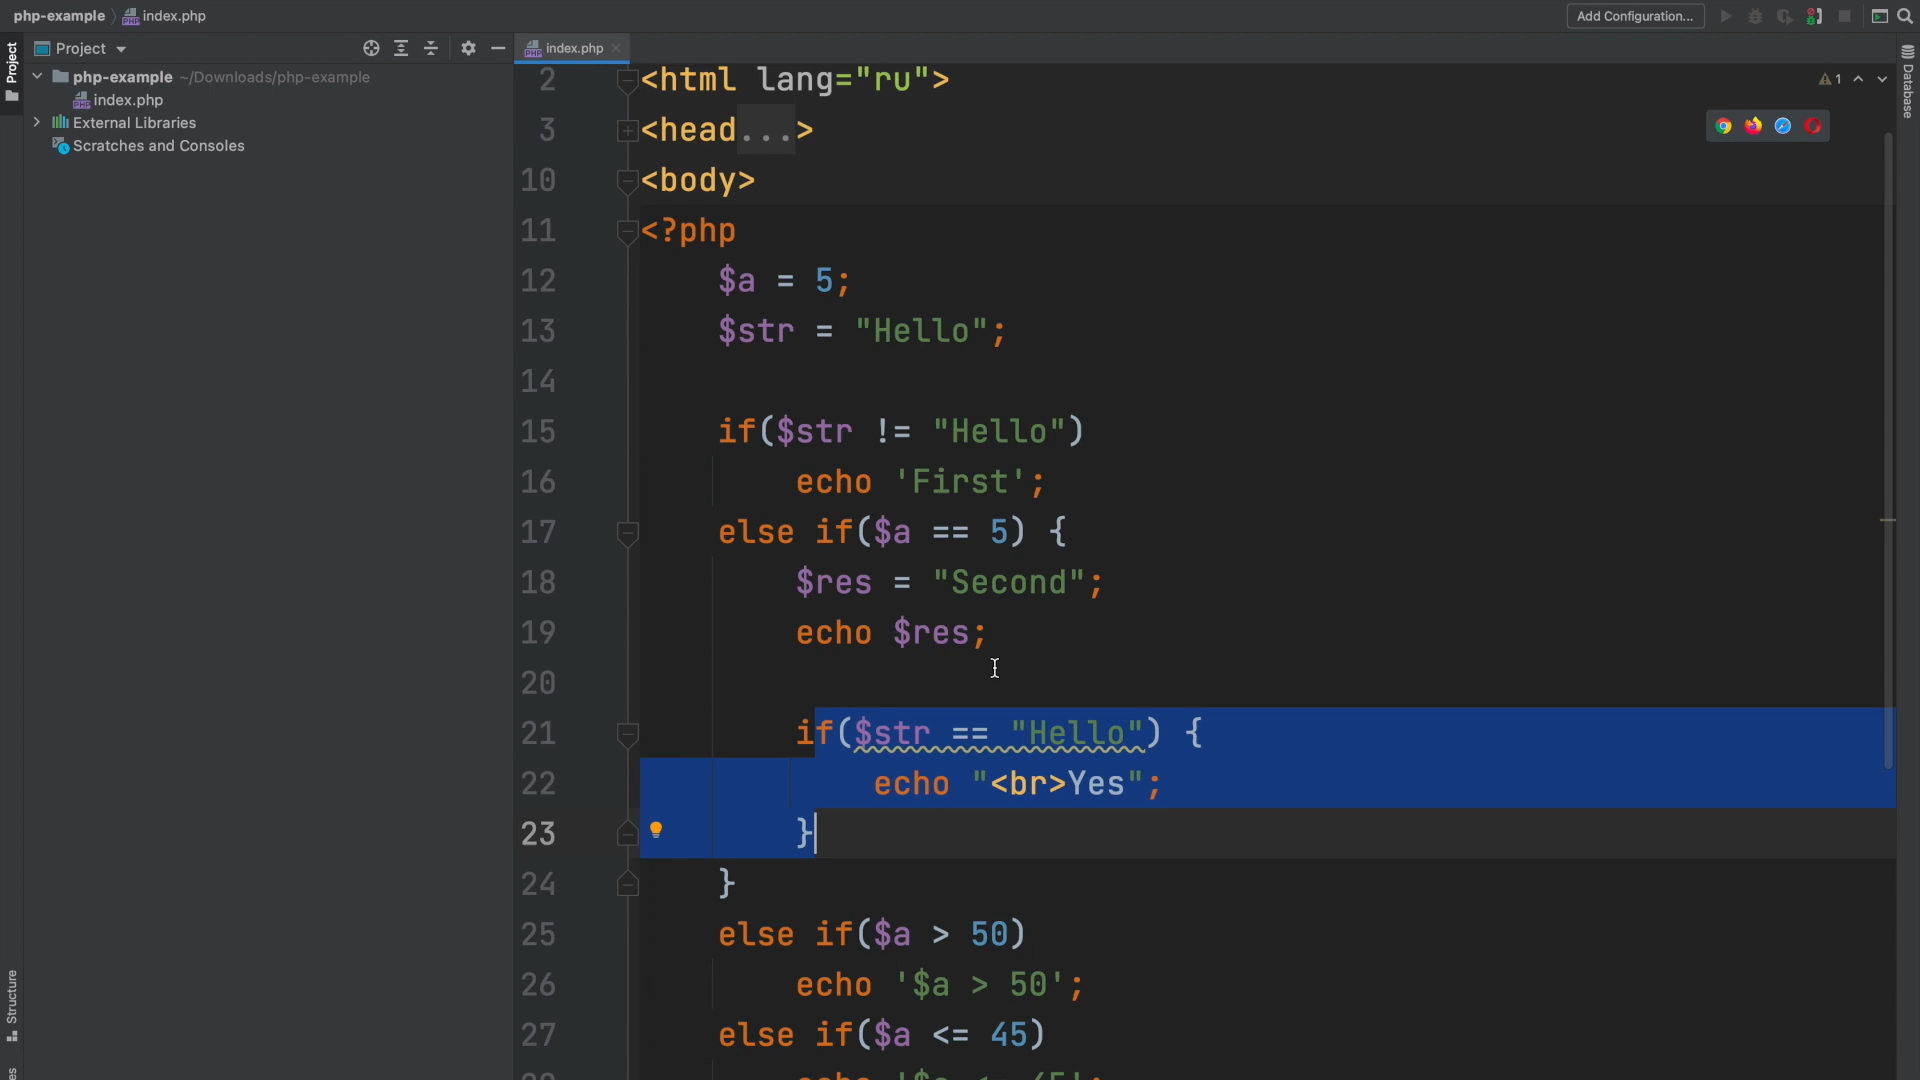 php-example index.php
Add Configuration...
Project
Project
index.php
php-example ~/Downloads/php-example
index.php
External Libraries
Scratches and Consoles
Structure
Database
1
2 <html lang="ru">
3 <head...>
10 <body>
11 <?php
12 $a = 5;
13 $str = "Hello";
14
15 if($str != "Hello")
16 echo 'First';
17 else if($a == 5) {
18 $res = "Second";
19 echo $res;
20
21 if($str == "Hello") {
22 echo "<br>Yes";
23 }
24 }
25 else if($a > 50)
26 echo '$a > 50';
27 else if($a <= 45)